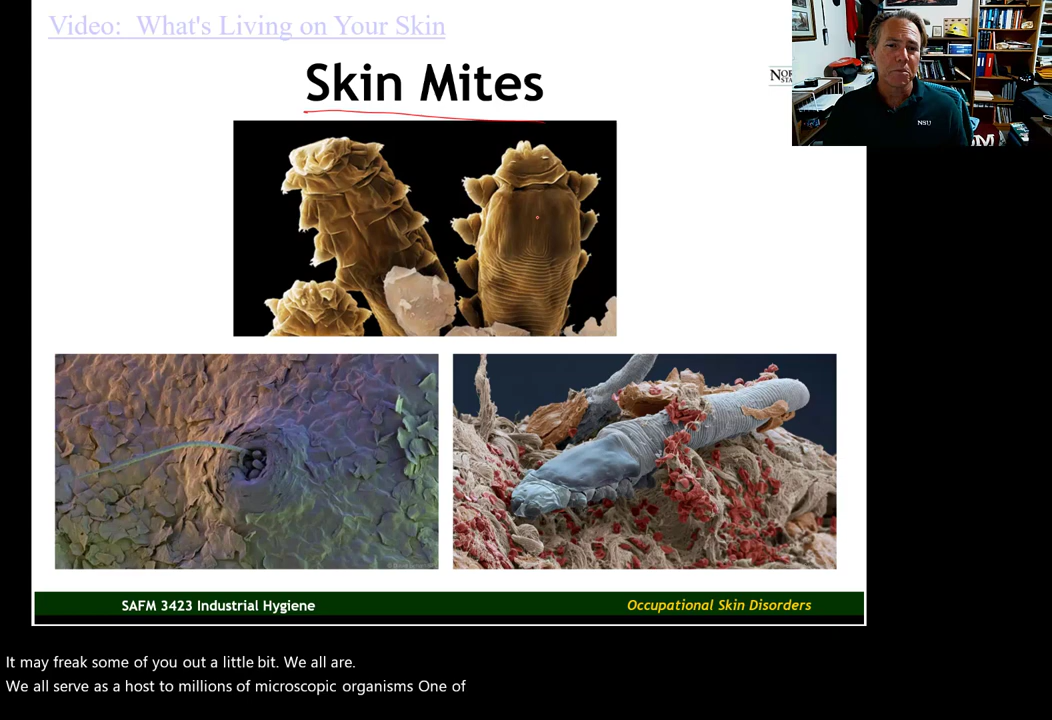 Video: What's Living on Your Skin
Skin Mites
NSU
SAFM 3423 Industrial Hygiene
Occupational Skin Disorders
It may freak some of you out a little bit. We all are.
We all serve as a host to millions of microscopic organisms One of